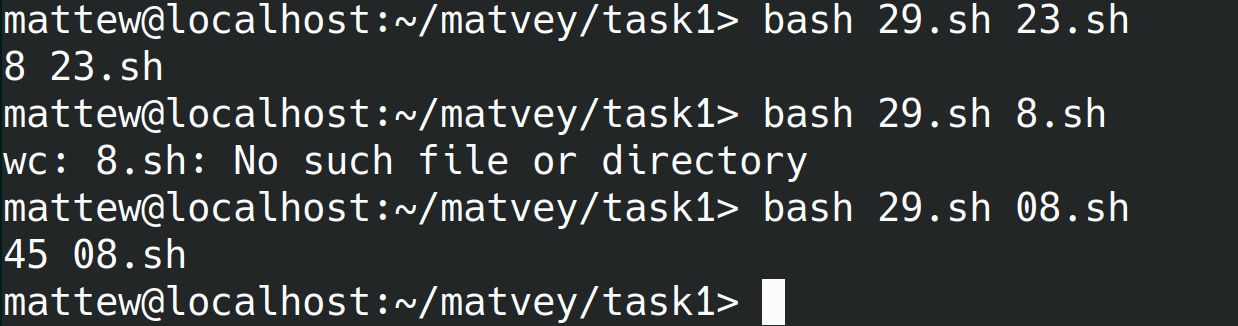 mattew@localhost:~/matvey/task1> bash 29.sh 23.sh
8 23.sh
mattew@localhost:~/matvey/task1> bash 29.sh 8.sh
wc: 8.sh: No such file or directory
mattew@localhost:~/matvey/task1> bash 29.sh 08.sh
45 08.sh
mattew@localhost:~/matvey/task1>